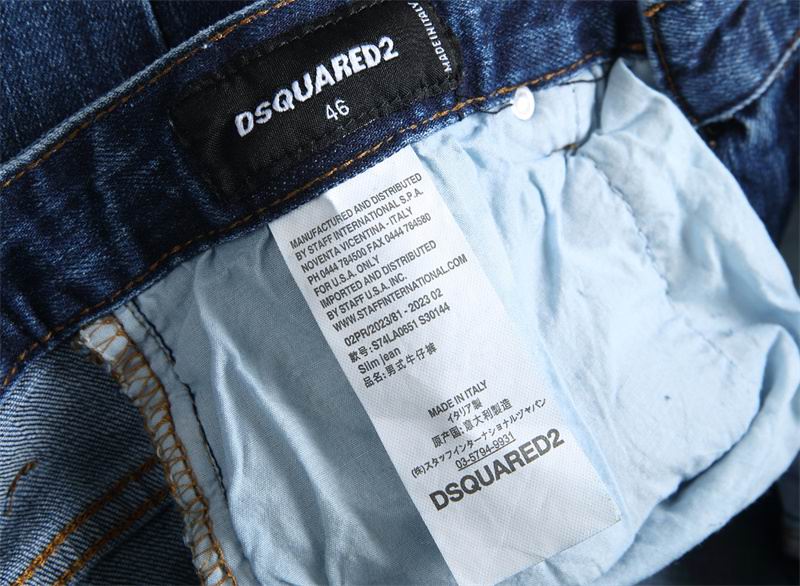 DSQUARED2
46
MADE IN ITALY
MANUFACTURED AND DISTRIBUTED
BY STAFF INTERNATIONAL S.P.A.
NOVENTA VICENTINA - ITALY
PH 0444 784500 FAX 0444 784580
FOR U.S.A. ONLY
IMPORTED AND DISTRIBUTED
BY STAFF U.S.A. INC.
WWW.STAFFINTERNATIONAL.COM
02PR/2023/81 - 2023 02
款号: S74LA0651 S30144
Slim jean
品名: 男式牛仔裤
MADE IN ITALY
イタリア製
原产国: 意大利製造
(株)スタッフインターナショナルジャパン
03-5794-9931
DSQUARED2